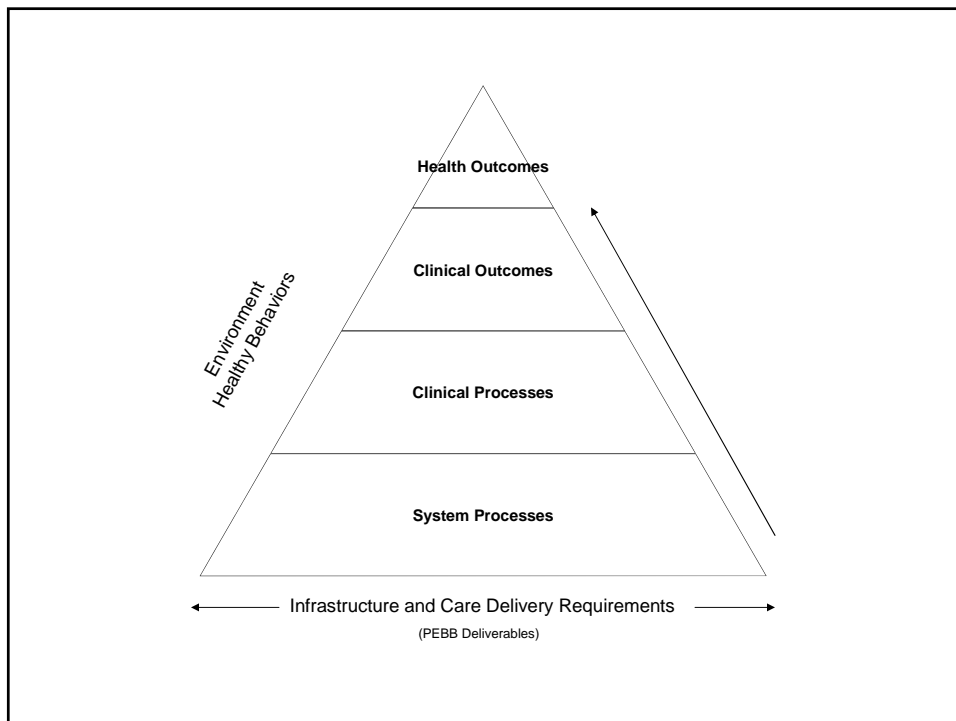 Health Outcomes
Clinical Outcomes
Environment
Healthy Behaviors
Clinical Processes
System Processes
Infrastructure and Care Delivery Requirements
(PEBB Deliverables)